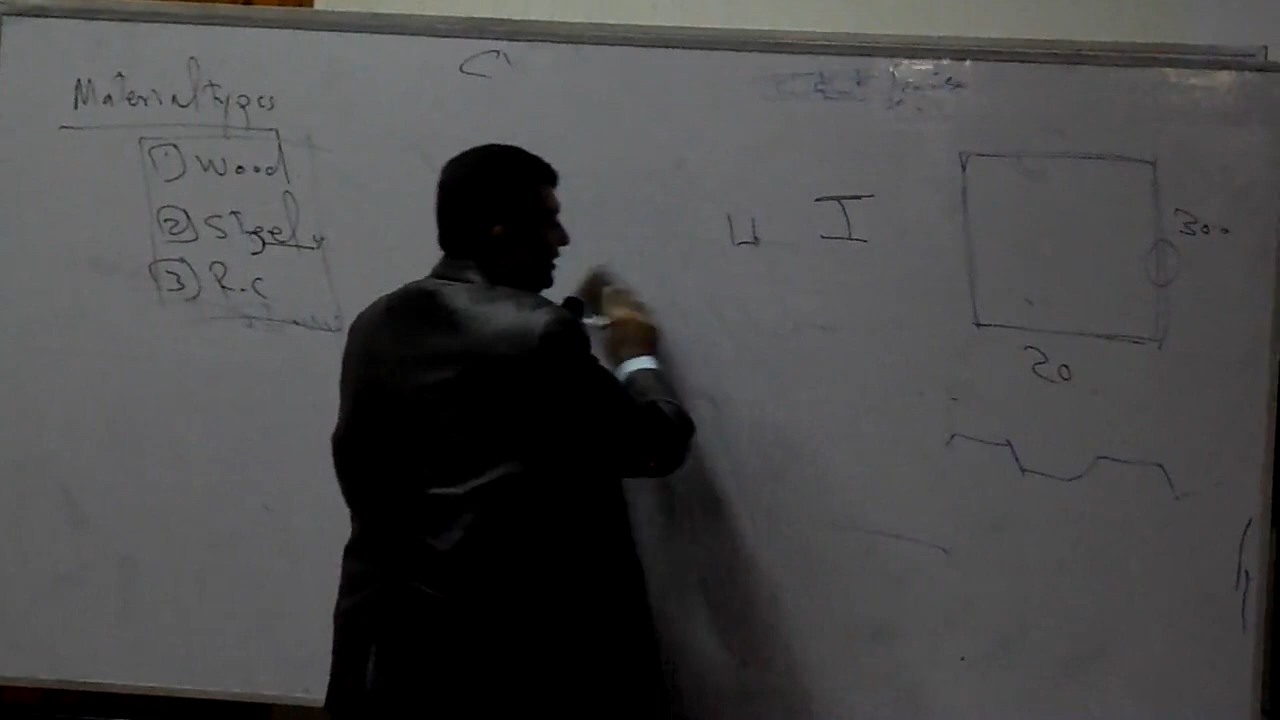 Material types
① Wood
② Steel
③ R.C
300
20